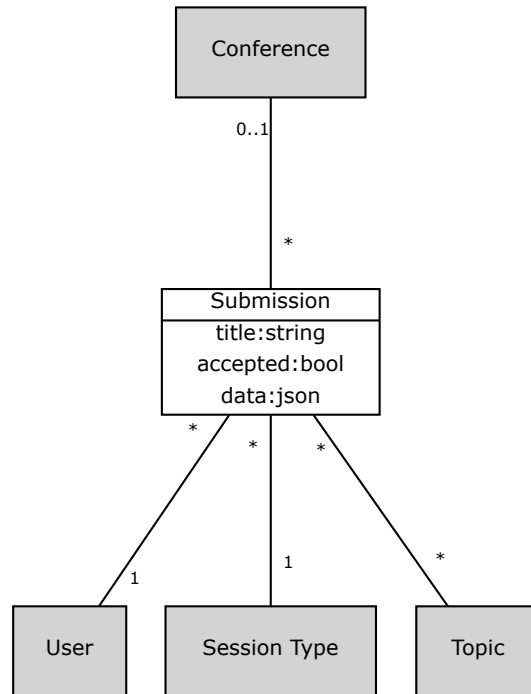 Conference
0..1
*
Submission
title:string
accepted:bool
data:json
*
*
*
1
1
*
User
Session Type
Topic